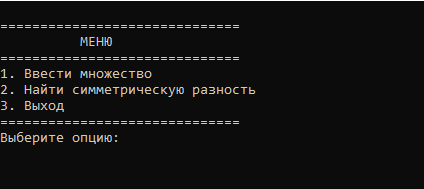 ==============================
МЕНЮ
==============================
1. Ввести множество
2. Найти симметрическую разность
3. Выход
==============================
Выберите опцию: